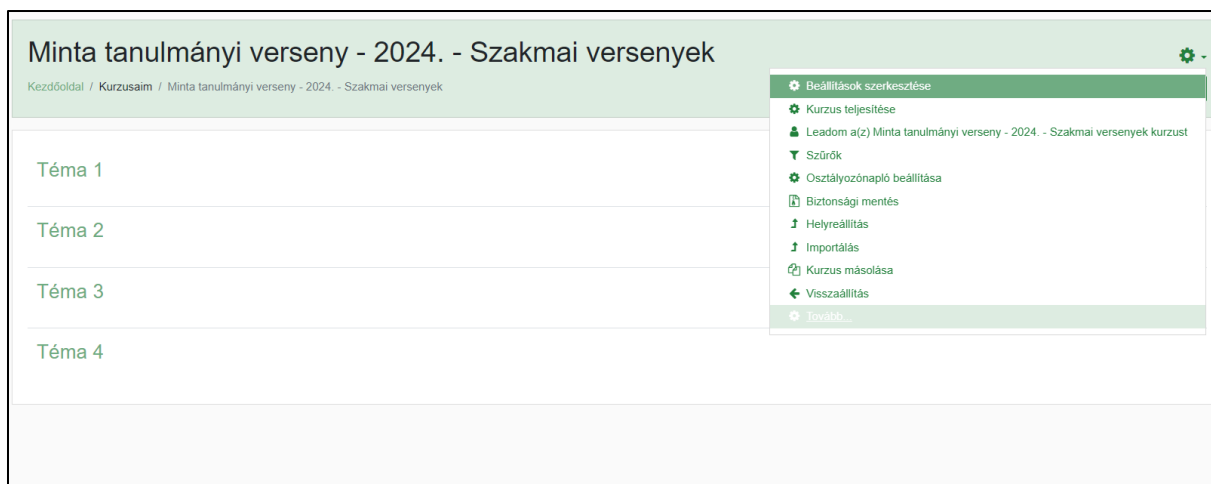 Minta tanulmányi verseny - 2024. - Szakmai versenyek
Kezdőoldal / Kurzusaim / Minta tanulmányi verseny - 2024. - Szakmai versenyek
Beállítások szerkesztése
Kurzus teljesítése
Leadom a(z) Minta tanulmányi verseny - 2024. - Szakmai versenyek kurzust
Szűrők
Osztályozónapló beállítása
Biztonsági mentés
Helyreállítás
Importálás
Kurzus másolása
Visszaállítás
Tovább...
Téma 1
Téma 2
Téma 3
Téma 4